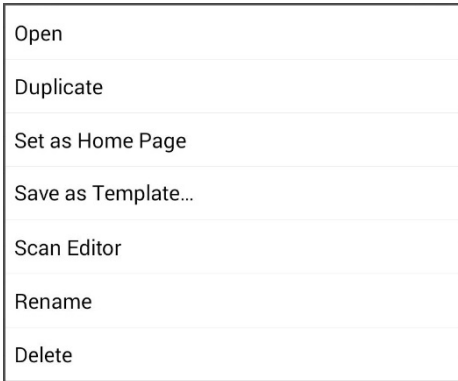 Open
Duplicate
Set as Home Page
Save as Template…
Scan Editor
Rename
Delete